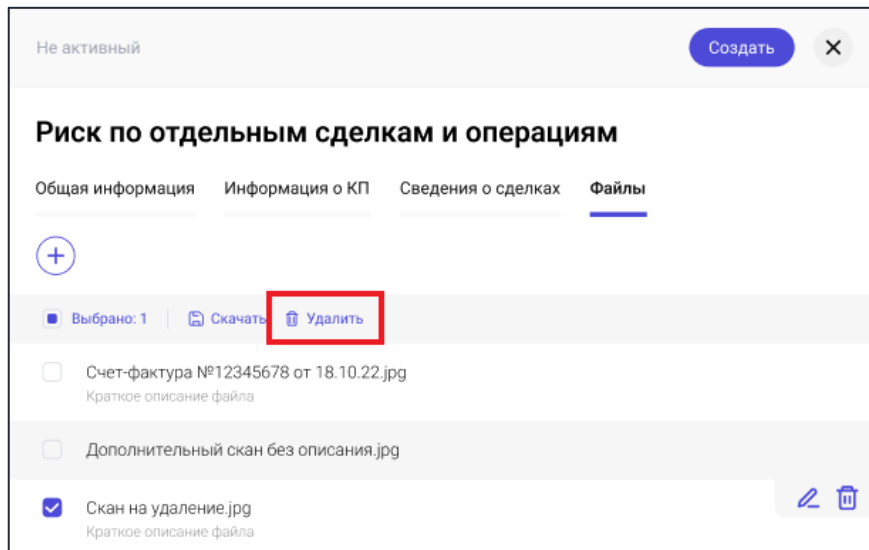 Не активный
Создать
Риск по отдельным сделкам и операциям
Общая информация Информация о КП Сведения о сделках Файлы
Выбрано: 1 Скачать Удалить
Счет-фактура №12345678 от 18.10.22.jpg
Краткое описание файла
Дополнительный скан без описания.jpg
Скан на удаление.jpg
Краткое описание файла